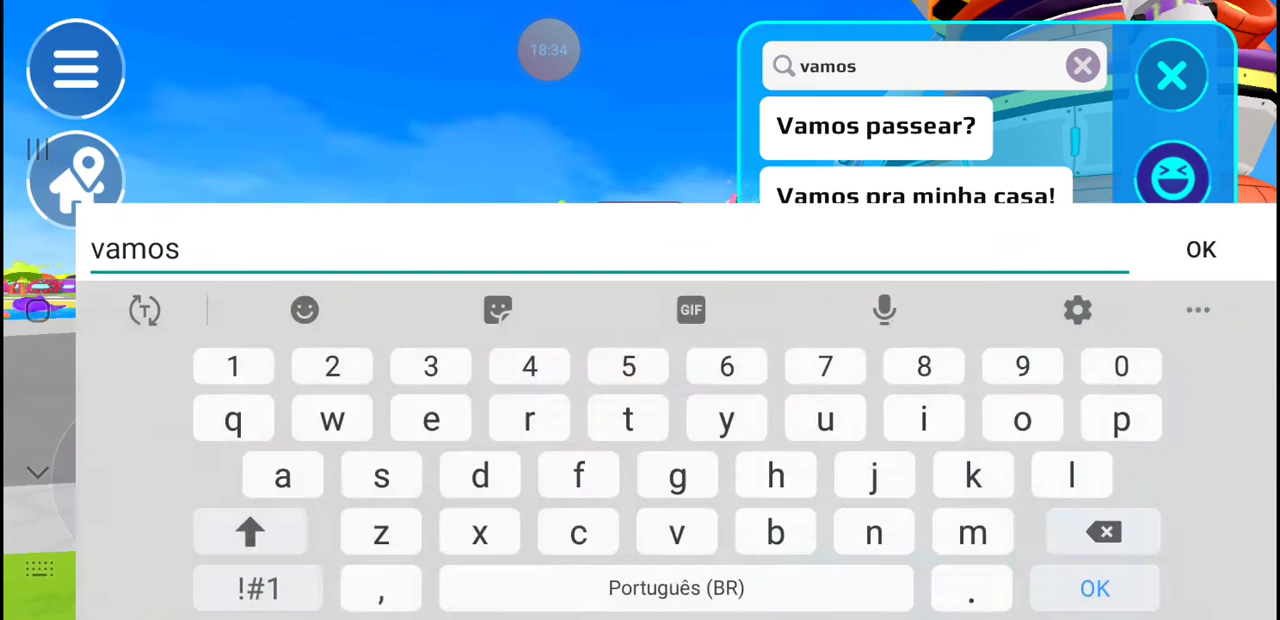 18:34
vamos
Vamos passear?
Vamos pra minha casa!
vamos
OK
T
GIF
1 2 3 4 5 6 7 8 9 0
q w e r t y u i o p
a s d f g h j k l
z x c v b n m
!#1 , Português (BR) . OK